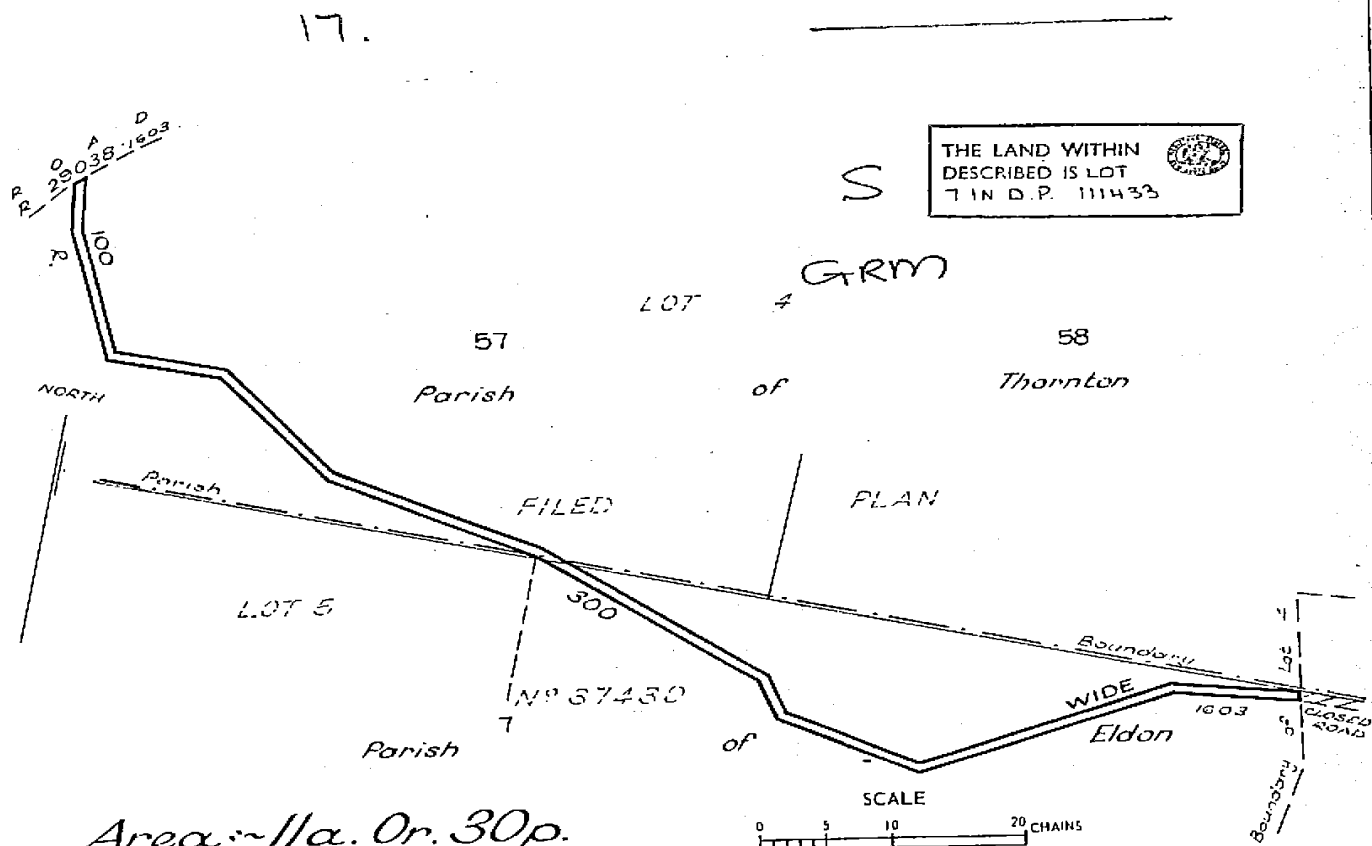 17.
ROAD
R 29038·1603
THE LAND WITHIN
DESCRIBED IS LOT
7 IN D.P. 111433
S
GRM
100
R.
LOT 4
57
58
Parish of Thornton
NORTH
Parish
FILED PLAN
LOT 5
300
Boundary
Lot 4
Nº 37430
7
WIDE
1603
CLOSED
ROAD
Parish of Eldon
Boundary
SCALE
0 5 10 20 CHAINS
Area:~11a. 0r. 30p.